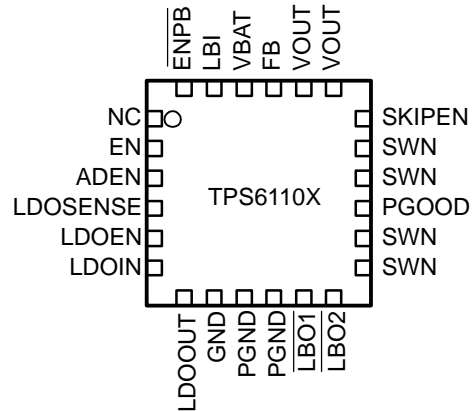 ENPB
LBI
VBAT
FB
VOUT
VOUT
NC
EN
ADEN
LDOSENSE
LDOEN
LDOIN
TPS6110X
SKIPEN
SWN
SWN
PGOOD
SWN
SWN
LDOOUT
GND
PGND
PGND
LBO1
LBO2